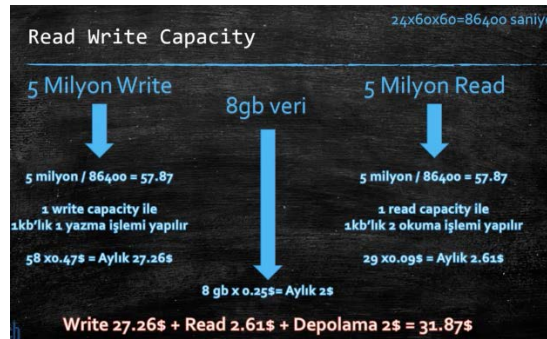 24x60x60=86400 saniye
Read Write Capacity
5 Milyon Write
8gb veri
5 Milyon Read
5 milyon / 86400 = 57.87
1 write capacity ile
1kb'lık 1 yazma işlemi yapılır
58 x0.47$ = Aylık 27.26$
5 milyon / 86400 = 57.87
1 read capacity ile
1kb'lık 2 okuma işlemi yapılır
29 x0.09$ = Aylık 2.61$
8 gb x 0.25$= Aylık 2$
Write 27.26$ + Read 2.61$ + Depolama 2$ = 31.87$